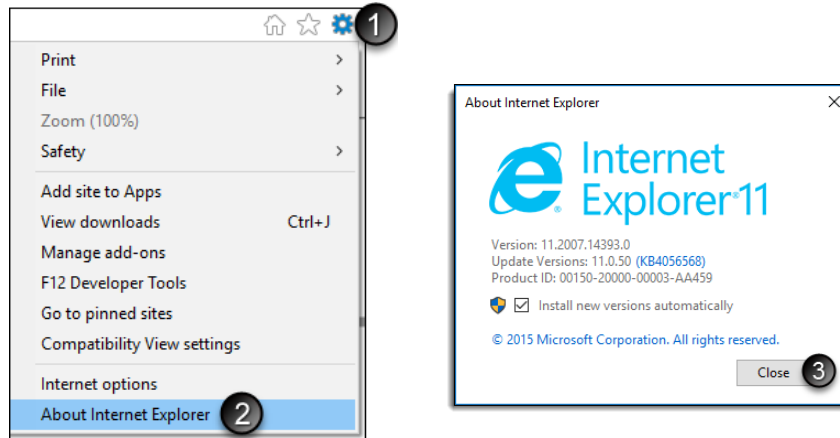 1
Print >
File >
Zoom (100%)
Safety >
Add site to Apps
View downloads Ctrl+J
Manage add-ons
F12 Developer Tools
Go to pinned sites
Compatibility View settings
Internet options
About Internet Explorer 2
About Internet Explorer
Internet
Explorer®11
Version: 11.2007.14393.0
Update Versions: 11.0.50 (KB4056568)
Product ID: 00150-20000-00003-AA459
Install new versions automatically
© 2015 Microsoft Corporation. All rights reserved.
Close 3